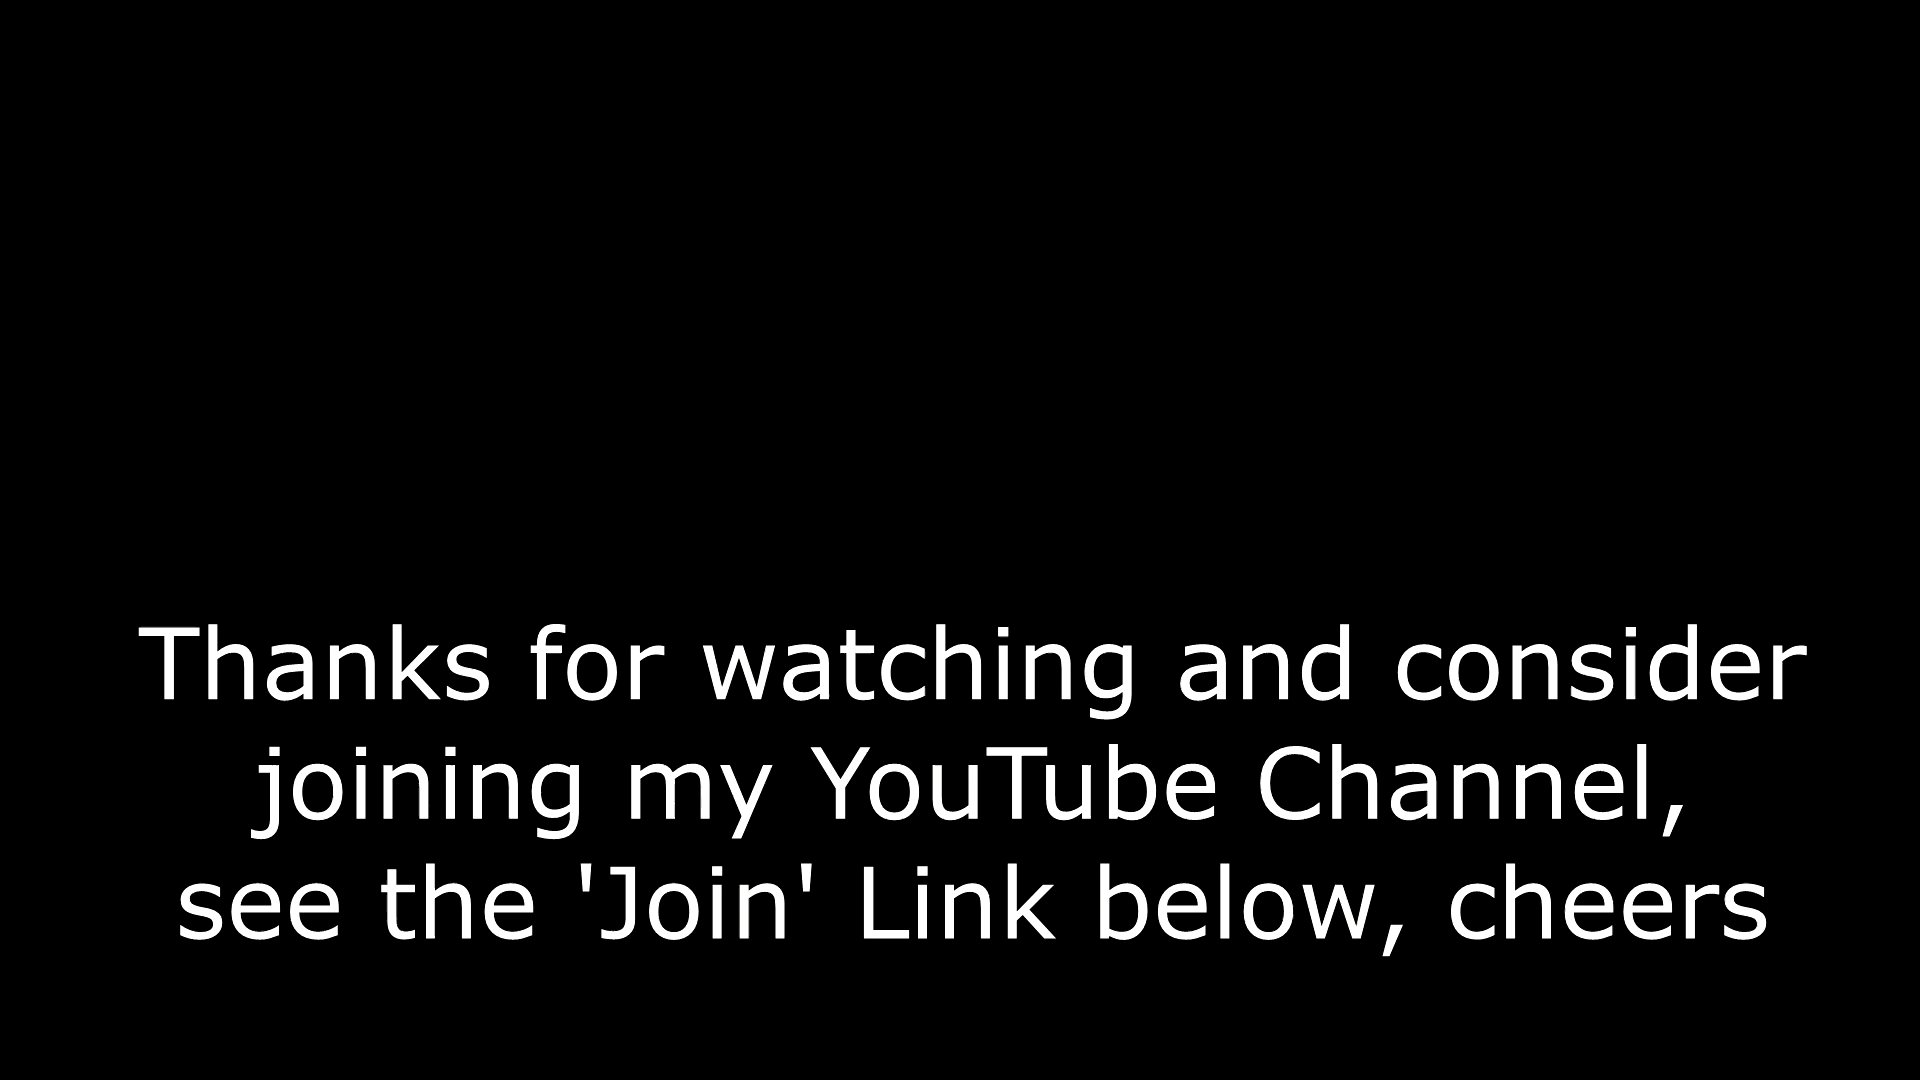 Thanks for watching and consider
joining my YouTube Channel,
see the 'Join' Link below, cheers